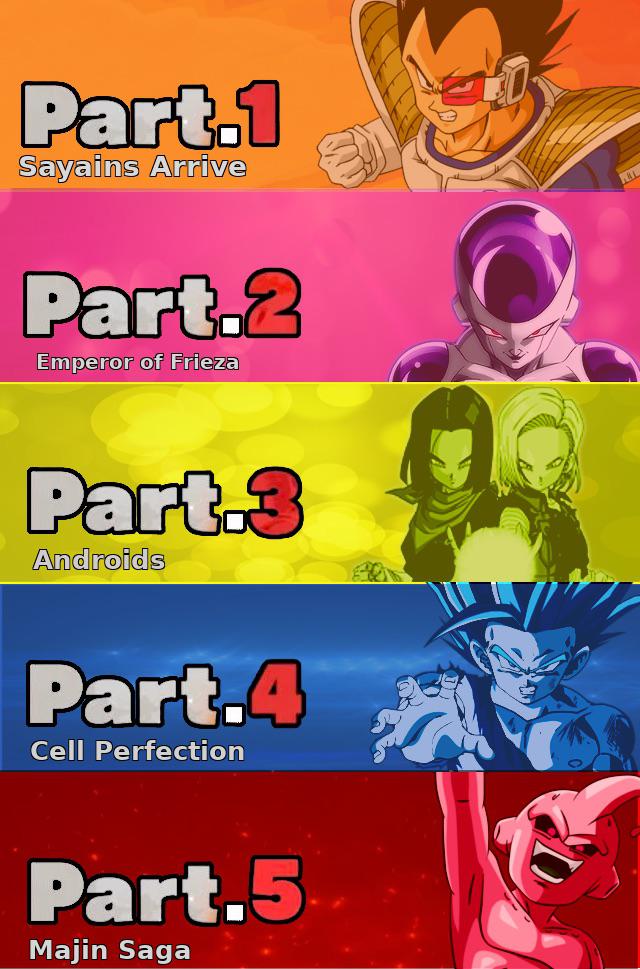 Part.1
Sayains Arrive
Part.2
Emperor of Frieza
Part.3
Androids
Part.4
Cell Perfection
Part.5
Majin Saga